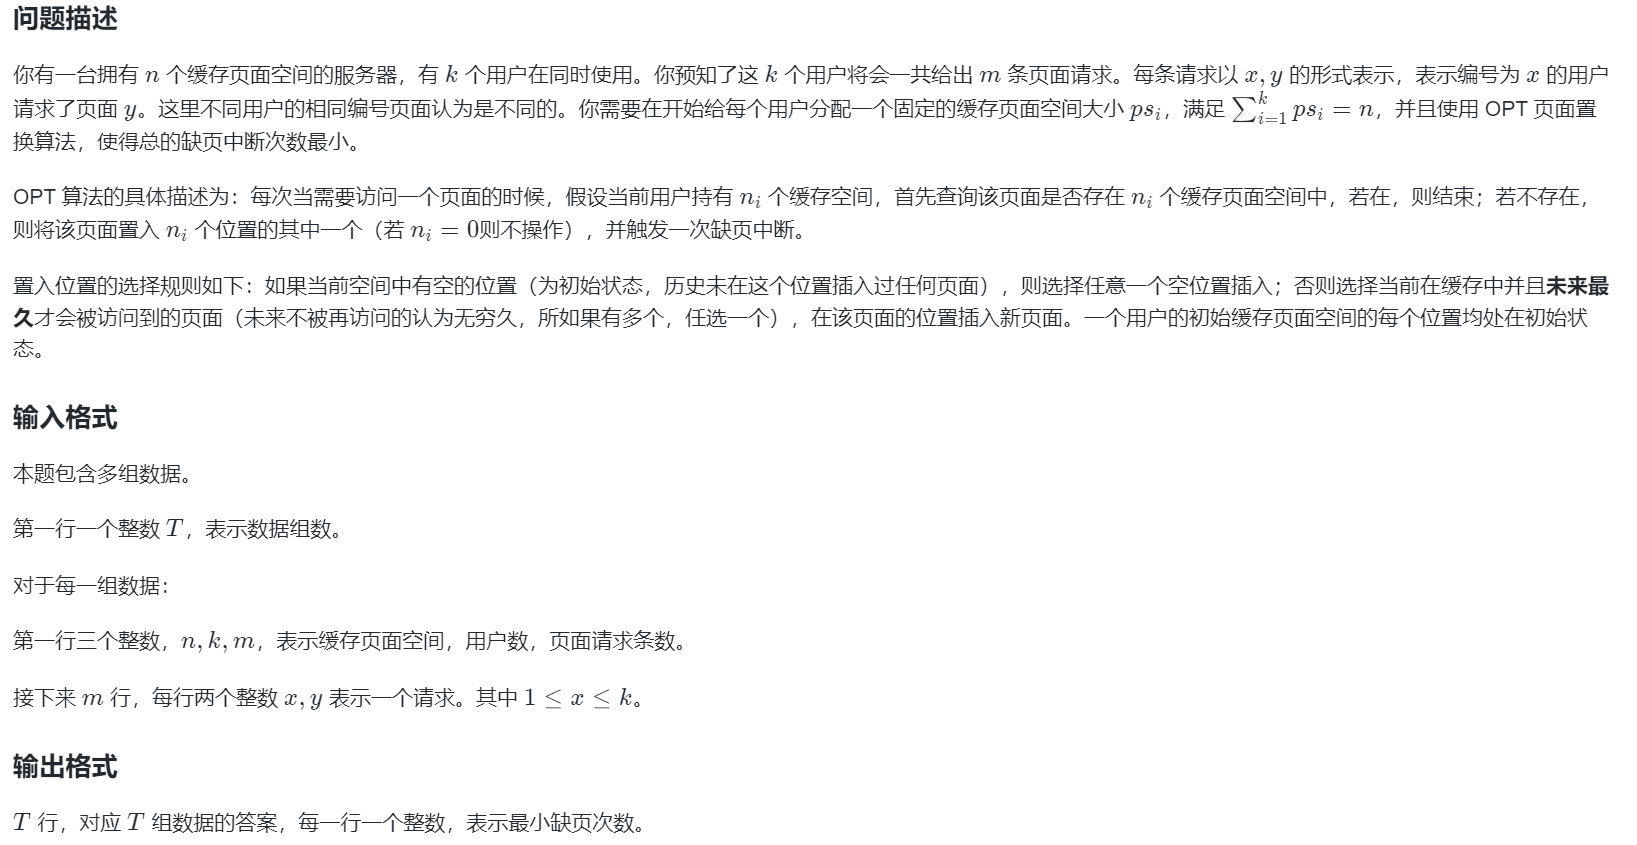 问题描述
你有一台拥有 n 个缓存页面空间的服务器，有 k 个用户在同时使用。你预知了这 k 个用户将会一共给出 m 条页面请求。每条请求以 x, y 的形式表示，表示编号为 x 的用户
请求了页面 y。这里不同用户的相同编号页面认为是不同的。你需要在开始给每个用户分配一个固定的缓存页面空间大小 ps_i，满足 ∑_{i=1}^{k} ps_i = n，并且使用 OPT 页面置
换算法，使得总的缺页中断次数最小。
OPT 算法的具体描述为：每次当需要访问一个页面的时候，假设当前用户持有 n_i 个缓存空间，首先查询该页面是否存在 n_i 个缓存页面空间中，若在，则结束；若不存在，
则将该页面置入 n_i 个位置的其中一个（若 n_i = 0则不操作），并触发一次缺页中断。
置入位置的选择规则如下：如果当前空间中有空的位置（为初始状态，历史未在这个位置插入过任何页面），则选择任意一个空位置插入；否则选择当前在缓存中并且未来最
久才会被访问到的页面（未来不被再访问的认为无穷久，所如果有多个，任选一个），在该页面的位置插入新页面。一个用户的初始缓存页面空间的每个位置均处在初始状
态。
输入格式
本题包含多组数据。
第一行一个整数 T，表示数据组数。
对于每一组数据：
第一行三个整数，n, k, m，表示缓存页面空间，用户数，页面请求条数。
接下来 m 行，每行两个整数 x, y 表示一个请求。其中 1 ≤ x ≤ k。
输出格式
T 行，对应 T 组数据的答案，每一行一个整数，表示最小缺页次数。